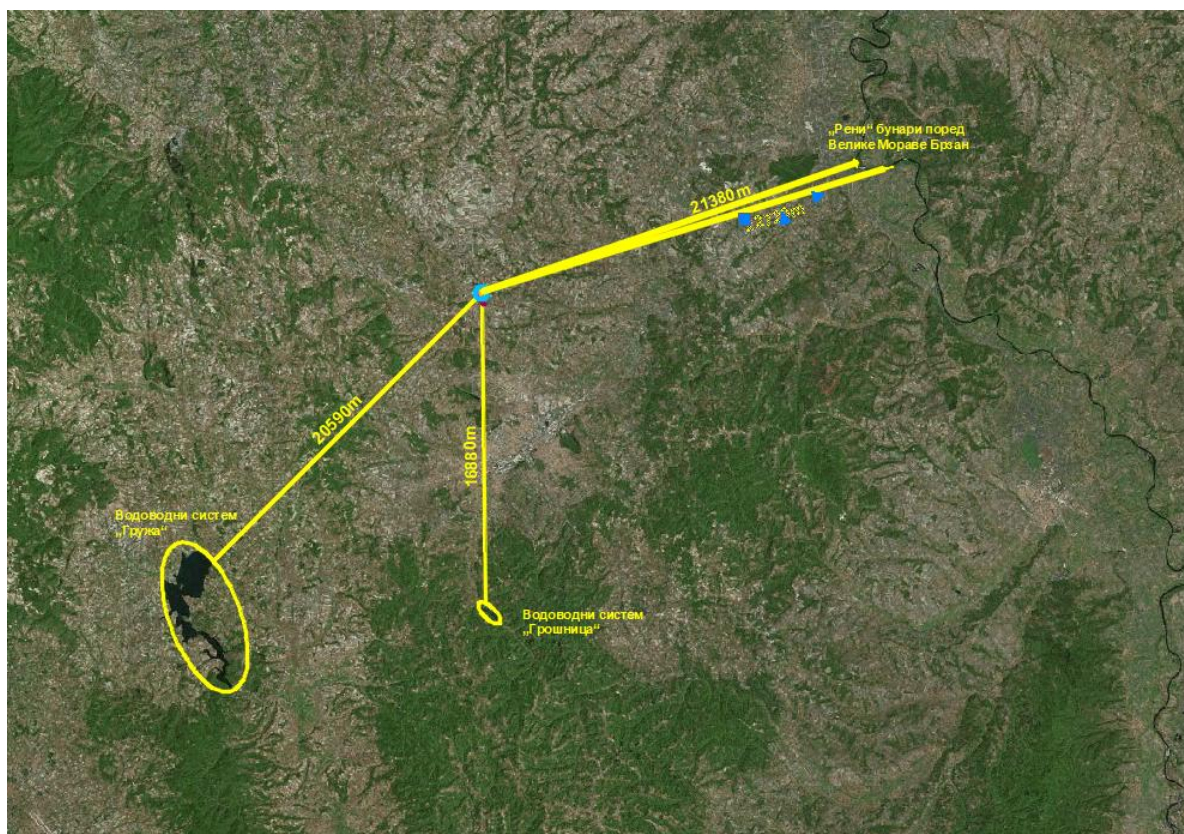 „Рени“ бунари поред
Велике Мораве Брзан
21380m
20590m
16880m
Водоводни систем
„Гружа“
Водоводни систем
„Грошница“